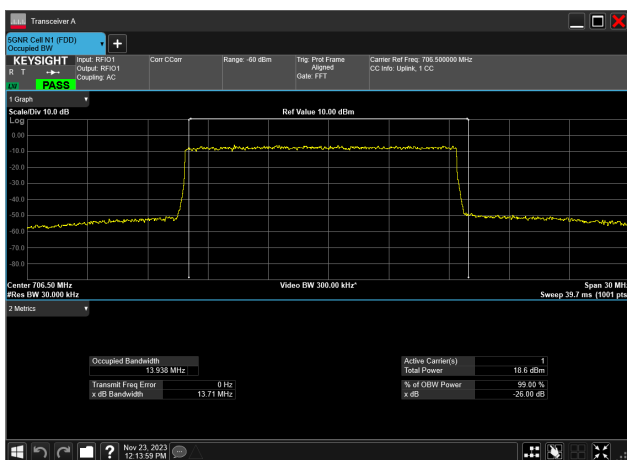 Transceiver A
5GNR Cell N1 (FDD)
Occupied BW
KEYSIGHT
R T
LNI
PASS
Input: RFIO1
Output: RFIO1
Coupling: AC
Corr CCorr
Range: -60 dBm
Trig: Prot Frame
Aligned
Gate: FFT
Carrier Ref Freq: 706.500000 MHz
CC Info: Uplink, 1 CC
1 Graph
Scale/Div 10.0 dB
Ref Value 10.00 dBm
Log
0.00
-10.0
-20.0
-30.0
-40.0
-50.0
-60.0
-70.0
-80.0
Center 706.50 MHz
Video BW 300.00 kHz*
Span 30 MH
#Res BW 30.000 kHz
Sweep 39.7 ms (1001 pts
2 Metrics
Occupied Bandwidth
13.938 MHz
Transmit Freq Error 0 Hz
x dB Bandwidth 13.71 MHz
Active Carrier(s) 1
Total Power 18.6 dBm
% of OBW Power 99.00 %
x dB -26.00 dB
Nov 23, 2023
12:13:59 PM